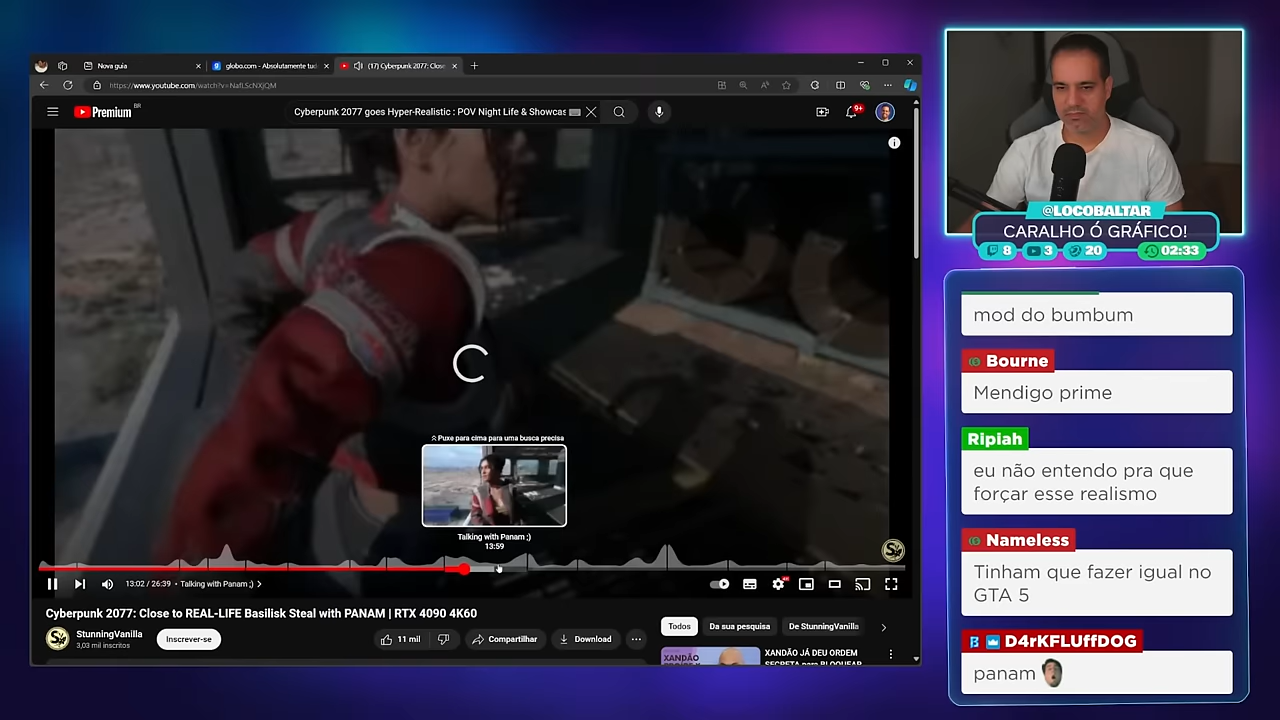 Nova guia
globo.com - Absolutamente tud
(17) Cyberpunk 2077: Close
https://www.youtube.com/watch?v=NafLScNXjQM
Premium BR
Cyberpunk 2077 goes Hyper-Realistic : POV Night Life & Showcas
9+
Puxe para cima para uma busca precisa
Talking with Panam ;)
13:59
13:02 / 26:39 • Talking with Panam ;)
Cyberpunk 2077: Close to REAL-LIFE Basilisk Steal with PANAM | RTX 4090 4K60
StunningVanilla
3,03 mil inscritos
Inscrever-se
11 mil
Compartilhar
Download
Todos
Da sua pesquisa
De StunningVanilla
XANDÃO
XANDÃO JÁ DEU ORDEM
SECRETA para BLOQUEAR
@LOCOBALTAR
CARALHO Ó GRÁFICO!
8 3 20 02:33
mod do bumbum
Bourne
Mendigo prime
Ripiah
eu não entendo pra que
forçar esse realismo
Nameless
Tinham que fazer igual no
GTA 5
D4rKFLUffDOG
panam